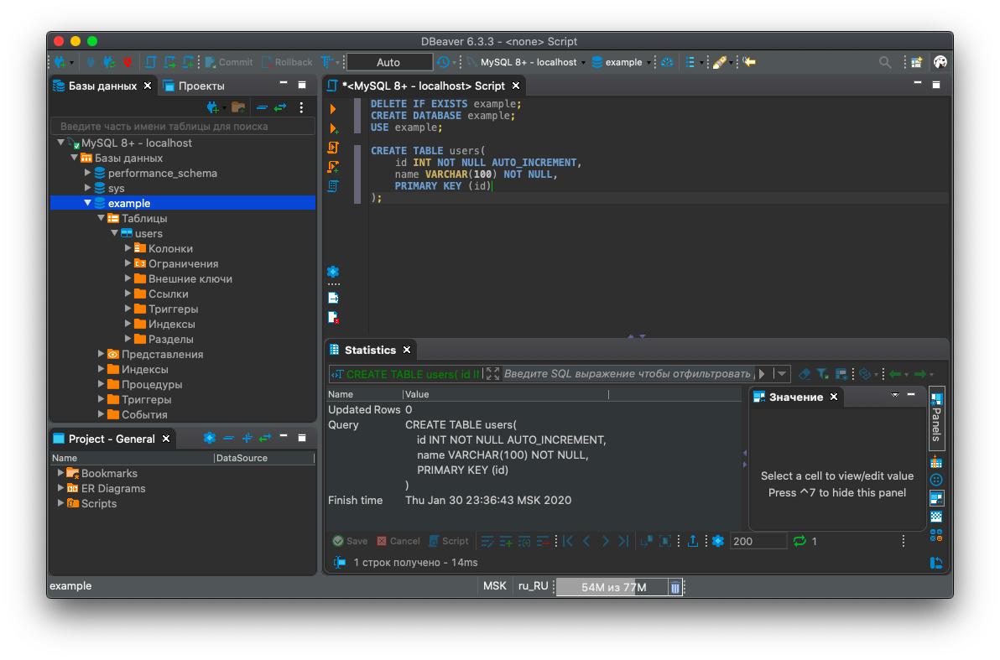 DBeaver 6.3.3 - <none> Script
Commit
Rollback
Auto
MySQL 8+ - localhost
example
Базы данных
Проекты
Введите часть имени таблицы для поиска
MySQL 8+ - localhost
Базы данных
performance_schema
sys
example
Таблицы
users
Колонки
Ограничения
Внешние ключи
Ссылки
Триггеры
Индексы
Разделы
Представления
Индексы
Процедуры
Триггеры
События
Project - General
Name DataSource
Bookmarks
ER Diagrams
Scripts
*<MySQL 8+ - localhost> Script
DELETE IF EXISTS example;
CREATE DATABASE example;
USE example;
CREATE TABLE users(
id INT NOT NULL AUTO_INCREMENT,
name VARCHAR(100) NOT NULL,
PRIMARY KEY (id)
);
Statistics
CREATE TABLE users( id
Введите SQL выражение чтобы отфильтровать
Name Value
Updated Rows 0
Query CREATE TABLE users(
id INT NOT NULL AUTO_INCREMENT,
name VARCHAR(100) NOT NULL,
PRIMARY KEY (id)
)
Finish time Thu Jan 30 23:36:43 MSK 2020
Значение
Select a cell to view/edit value
Press ^7 to hide this panel
Panels
Save Cancel Script 200 1
1 строк получено - 14ms
example MSK ru_RU 54M из 77M